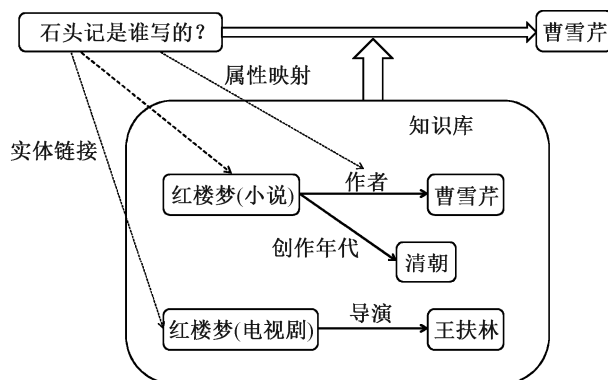 石头记是谁写的？
曹雪芹
属性映射
知识库
实体链接
作者
红楼梦(小说)
曹雪芹
创作年代
清朝
导演
红楼梦(电视剧)
王扶林